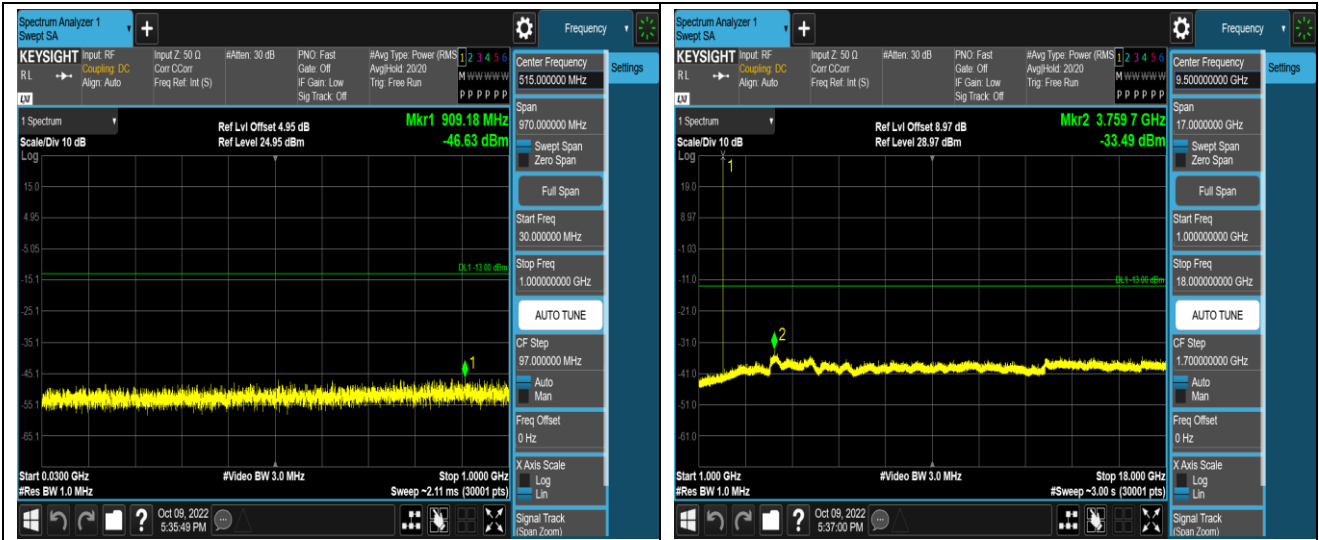 Spectrum Analyzer 1
Swept SA
+
Frequency
KEYSIGHT Input: RF Input Z: 50 Ω #Atten: 30 dB PNO: Fast #Avg Type: Power (RMS 1 2 3 4 5 6
RL Coupling: DC Corr CCorr Gate: Off Avg|Hold: 20/20 M W W W W W
Align: Auto Freq Ref: Int (S) IF Gain: Low Trig: Free Run
Sig Track: Off P P P P P P
LXI
Center Frequency
515.000000 MHz
Settings
Span
970.000000 MHz
Swept Span
Zero Span
Full Span
Start Freq
30.000000 MHz
Stop Freq
1.000000000 GHz
AUTO TUNE
CF Step
97.000000 MHz
Auto
Man
Freq Offset
0 Hz
X Axis Scale
Log
Lin
Signal Track
(Span Zoom)
1 Spectrum
Ref Lvl Offset 4.95 dB
Mkr1 909.18 MHz
Scale/Div 10 dB
Ref Level 24.95 dBm
-46.63 dBm
Log
15.0
4.95
-5.05
DL1 -13.00 dBm
-15.1
-25.1
-35.1
1
-45.1
-55.1
-65.1
Start 0.0300 GHz #Video BW 3.0 MHz Stop 1.0000 GHz
#Res BW 1.0 MHz Sweep ~2.11 ms (30001 pts)
?
Oct 09, 2022
5:35:49 PM
Spectrum Analyzer 1
Swept SA
+
Frequency
KEYSIGHT Input: RF Input Z: 50 Ω #Atten: 30 dB PNO: Fast #Avg Type: Power (RMS 1 2 3 4 5 6
RL Coupling: DC Corr CCorr Gate: Off Avg|Hold: 20/20 M W W W W W
Align: Auto Freq Ref: Int (S) IF Gain: Low Trig: Free Run
Sig Track: Off P P P P P P
LXI
Center Frequency
9.500000000 GHz
Settings
Span
17.0000000 GHz
Swept Span
Zero Span
Full Span
Start Freq
1.000000000 GHz
Stop Freq
18.000000000 GHz
AUTO TUNE
CF Step
1.700000000 GHz
Auto
Man
Freq Offset
0 Hz
X Axis Scale
Log
Lin
Signal Track
(Span Zoom)
1 Spectrum
Ref Lvl Offset 8.97 dB
Mkr2 3.759 7 GHz
Scale/Div 10 dB
Ref Level 28.97 dBm
-33.49 dBm
Log
1
19.0
8.97
-1.03
-11.0
DL1 -13.00 dBm
-21.0
-31.0
2
-41.0
-51.0
-61.0
Start 1.000 GHz #Video BW 3.0 MHz Stop 18.000 GHz
#Res BW 1.0 MHz #Sweep ~3.00 s (30001 pts)
?
Oct 09, 2022
5:37:00 PM